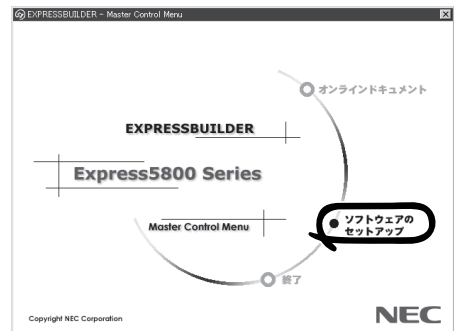 EXPRESSBUILDER - Master Control Menu
オンラインドキュメント
EXPRESSBUILDER
Express5800 Series
ソフトウェアの
セットアップ
Master Control Menu
終了
Copyright NEC Corporation
NEC